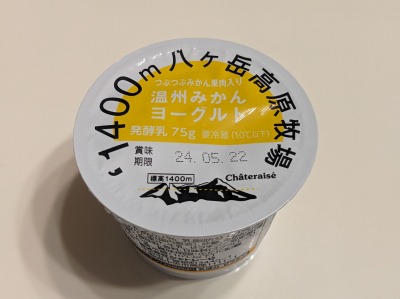 1400m八ヶ岳高原牧場
つぶつぶみかん果肉入り
温州みかん
ヨーグルト
発酵乳 75g 要冷蔵(10℃以下)
賞味
期限
24.05.22
標高1400m
Châteraisé